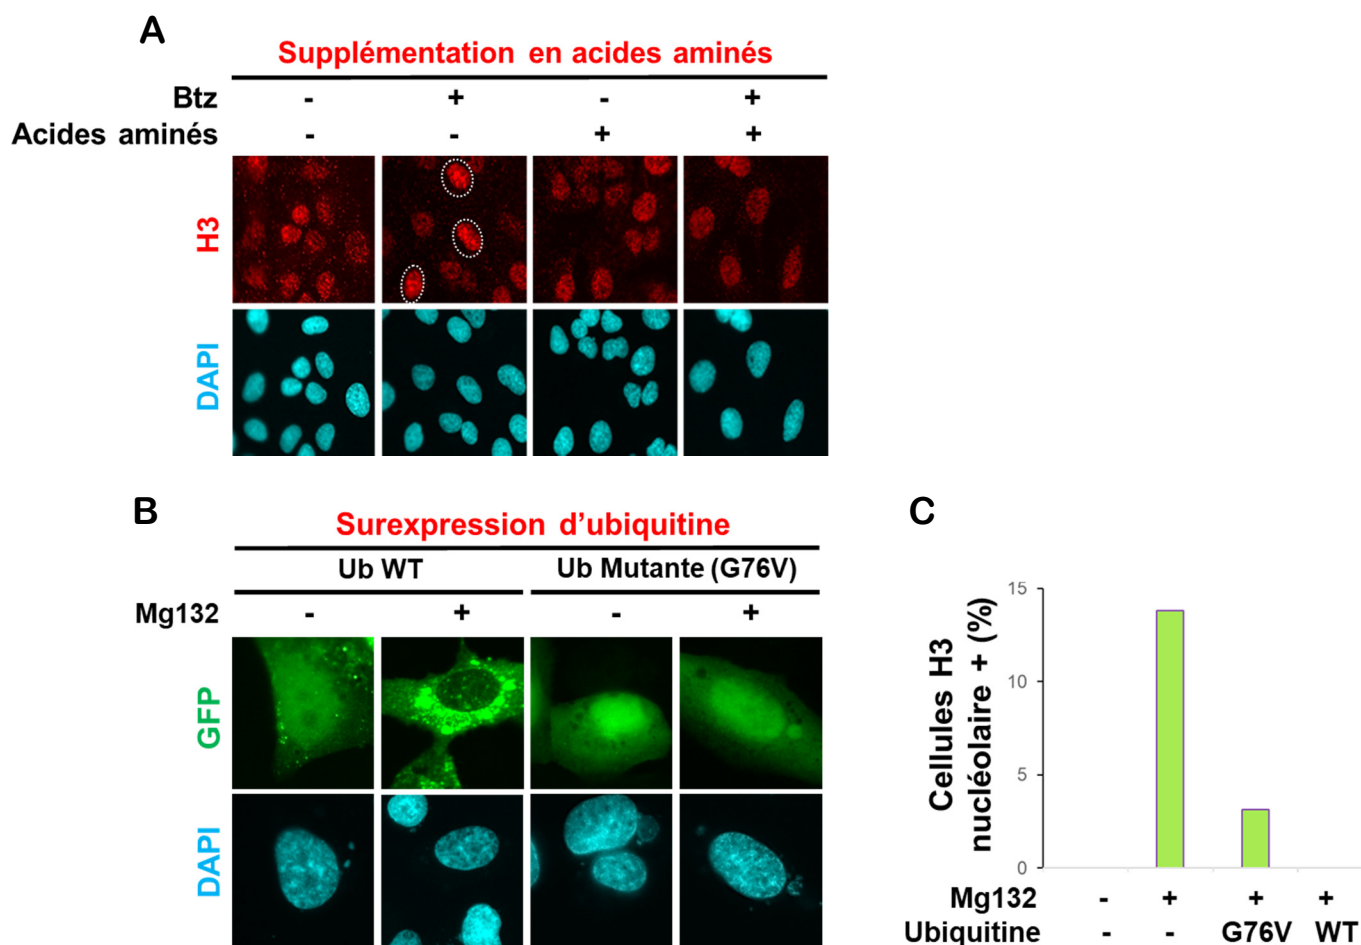 A
Supplémentation en acides aminés
Btz - + - +
Acides aminés - - + +
H3
DAPI
B
Surexpression d'ubiquitine
Ub WT Ub Mutante (G76V)
Mg132 - + - +
GFP
DAPI
C
Cellules H3
nucléolaire + (%)
15
10
5
0
Mg132 - + + +
Ubiquitine - - G76V WT